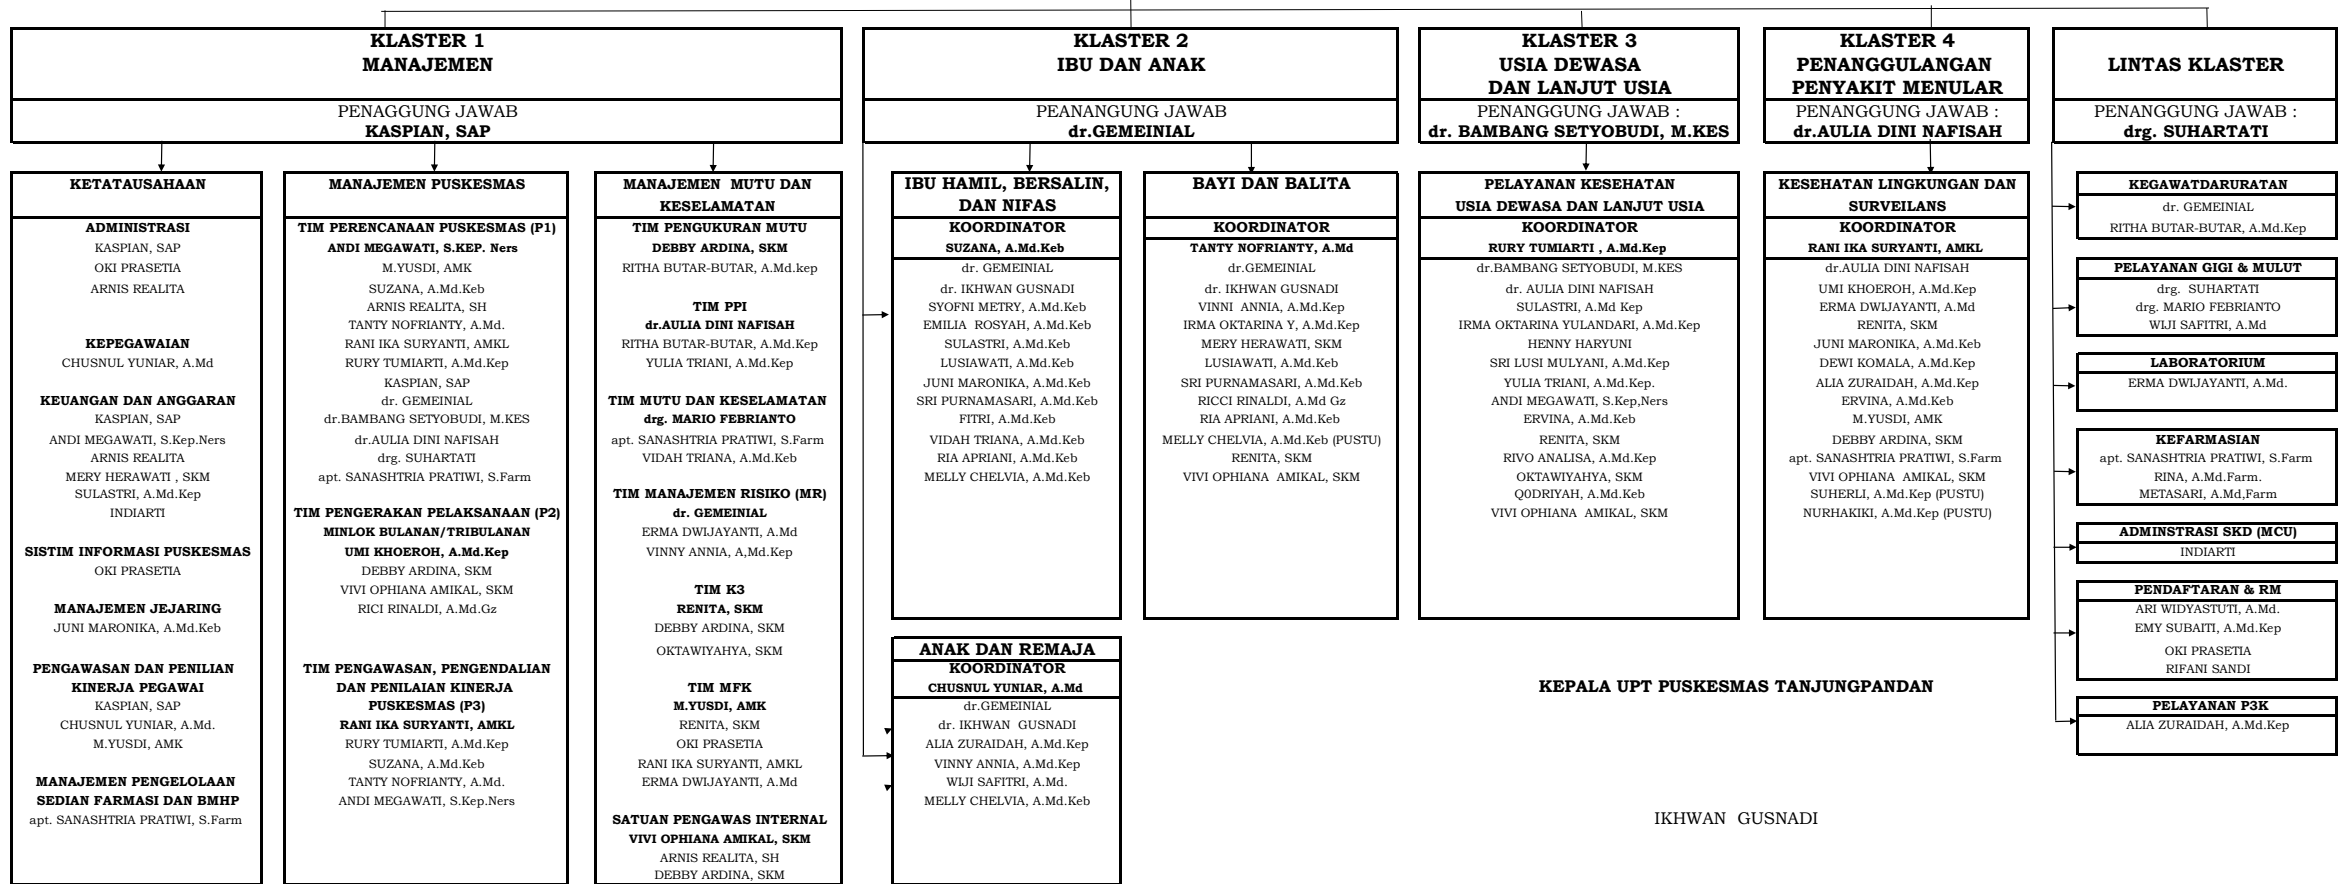 KLASTER 1
MANAJEMEN
PENAGGUNG JAWAB
KASPIAN, SAP
KETATAUSAHAAN
ADMINISTRASI
KASPIAN, SAP
OKI PRASETIA
ARNIS REALITA
KEPEGAWAIAN
CHUSNUL YUNIAR, A.Md
KEUANGAN DAN ANGGARAN
KASPIAN, SAP
ANDI MEGAWATI, S.Kep.Ners
ARNIS REALITA
MERY HERAWATI , SKM
SULASTRI, A.Md.Kep
INDIARTI
SISTIM INFORMASI PUSKESMAS
OKI PRASETIA
MANAJEMEN JEJARING
JUNI MARONIKA, A.Md.Keb
PENGAWASAN DAN PENILIAN
KINERJA PEGAWAI
KASPIAN, SAP
CHUSNUL YUNIAR, A.Md.
M.YUSDI, AMK
MANAJEMEN PENGELOLAAN
SEDIAN FARMASI DAN BMHP
apt. SANASHTRIA PRATIWI, S.Farm
MANAJEMEN PUSKESMAS
TIM PERENCANAAN PUSKESMAS (P1)
ANDI MEGAWATI, S.KEP. Ners
M.YUSDI, AMK
SUZANA, A.Md.Keb
ARNIS REALITA, SH
TANTY NOFRIANTY, A.Md.
RANI IKA SURYANTI, AMKL
RURY TUMIARTI, A.Md.Kep
KASPIAN, SAP
dr. GEMEINIAL
dr.BAMBANG SETYOBUDI, M.KES
dr.AULIA DINI NAFISAH
drg. SUHARTATI
apt. SANASHTRIA PRATIWI, S.Farm
TIM PENGERAKAN PELAKSANAAN (P2)
MINLOK BULANAN/TRIBULANAN
UMI KHOEROH, A.Md.Kep
DEBBY ARDINA, SKM
VIVI OPHIANA AMIKAL, SKM
RICI RINALDI, A.Md.Gz
TIM PENGAWASAN, PENGENDALIAN
DAN PENILAIAN KINERJA
PUSKESMAS (P3)
RANI IKA SURYANTI, AMKL
RURY TUMIARTI, A.Md.Kep
SUZANA, A.Md.Keb
TANTY NOFRIANTY, A.Md.
ANDI MEGAWATI, S.Kep.Ners
MANAJEMEN MUTU DAN
KESELAMATAN
TIM PENGUKURAN MUTU
DEBBY ARDINA, SKM
RITHA BUTAR-BUTAR, A.Md.kep
TIM PPI
dr.AULIA DINI NAFISAH
RITHA BUTAR-BUTAR, A.Md.Kep
YULIA TRIANI, A.Md.Kep
TIM MUTU DAN KESELAMATAN
drg. MARIO FEBRIANTO
apt. SANASHTRIA PRATIWI, S.Farm
VIDAH TRIANA, A.Md.Keb
TIM MANAJEMEN RISIKO (MR)
dr. GEMEINIAL
ERMA DWIJAYANTI, A.Md
VINNY ANNIA, A,Md.Kep
TIM K3
RENITA, SKM
DEBBY ARDINA, SKM
OKTAWIYAHYA, SKM
TIM MFK
M.YUSDI, AMK
RENITA, SKM
OKI PRASETIA
RANI IKA SURYANTI, AMKL
ERMA DWIJAYANTI, A.Md
SATUAN PENGAWAS INTERNAL
VIVI OPHIANA AMIKAL, SKM
ARNIS REALITA, SH
DEBBY ARDINA, SKM
KLASTER 2
IBU DAN ANAK
PEANANGUNG JAWAB
dr.GEMEINIAL
IBU HAMIL, BERSALIN,
DAN NIFAS
KOORDINATOR
SUZANA, A.Md.Keb
dr. GEMEINIAL
dr. IKHWAN GUSNADI
SYOFNI METRY, A.Md.Keb
EMILIA ROSYAH, A.Md.Keb
SULASTRI, A.Md.Keb
LUSIAWATI, A.Md.Keb
JUNI MARONIKA, A.Md.Keb
SRI PURNAMASARI, A.Md.Keb
FITRI, A.Md.Keb
VIDAH TRIANA, A.Md.Keb
RIA APRIANI, A.Md.Keb
MELLY CHELVIA, A.Md.Keb
ANAK DAN REMAJA
KOORDINATOR
CHUSNUL YUNIAR, A.Md
dr.GEMEINIAL
dr. IKHWAN GUSNADI
ALIA ZURAIDAH, A.Md.Kep
VINNY ANNIA, A.Md.Kep
WIJI SAFITRI, A.Md.
MELLY CHELVIA, A.Md.Keb
BAYI DAN BALITA
KOORDINATOR
TANTY NOFRIANTY, A.Md
dr.GEMEINIAL
dr. IKHWAN GUSNADI
VINNI ANNIA, A.Md.Kep
IRMA OKTARINA Y, A.Md.Kep
MERY HERAWATI, SKM
LUSIAWATI, A.Md.Keb
SRI PURNAMASARI, A.Md.Keb
RICCI RINALDI, A.Md Gz
RIA APRIANI, A.Md.Keb
MELLY CHELVIA, A.Md.Keb (PUSTU)
RENITA, SKM
VIVI OPHIANA AMIKAL, SKM
KLASTER 3
USIA DEWASA
DAN LANJUT USIA
PENANGGUNG JAWAB :
dr. BAMBANG SETYOBUDI, M.KES
PELAYANAN KESEHATAN
USIA DEWASA DAN LANJUT USIA
KOORDINATOR
RURY TUMIARTI , A.Md.Kep
dr.BAMBANG SETYOBUDI, M.KES
dr. AULIA DINI NAFISAH
SULASTRI, A.Md Kep
IRMA OKTARINA YULANDARI, A.Md.Kep
HENNY HARYUNI
SRI LUSI MULYANI, A.Md.Kep
YULIA TRIANI, A.Md.Kep.
ANDI MEGAWATI, S.Kep,Ners
ERVINA, A.Md.Keb
RENITA, SKM
RIVO ANALISA, A.Md.Kep
OKTAWIYAHYA, SKM
Q0DRIYAH, A.Md.Keb
VIVI OPHIANA AMIKAL, SKM
KLASTER 4
PENANGGULANGAN
PENYAKIT MENULAR
PENANGGUNG JAWAB :
dr.AULIA DINI NAFISAH
KESEHATAN LINGKUNGAN DAN
SURVEILANS
KOORDINATOR
RANI IKA SURYANTI, AMKL
dr.AULIA DINI NAFISAH
UMI KHOEROH, A.Md.Kep
ERMA DWIJAYANTI, A.Md
RENITA, SKM
JUNI MARONIKA, A.Md.Keb
DEWI KOMALA, A.Md.Kep
ALIA ZURAIDAH, A.Md.Kep
ERVINA, A.Md.Keb
M.YUSDI, AMK
DEBBY ARDINA, SKM
apt. SANASHTRIA PRATIWI, S.Farm
VIVI OPHIANA AMIKAL, SKM
SUHERLI, A.Md.Kep (PUSTU)
NURHAKIKI, A.Md.Kep (PUSTU)
LINTAS KLASTER
PENANGGUNG JAWAB :
drg. SUHARTATI
KEGAWATDARURATAN
dr. GEMEINIAL
RITHA BUTAR-BUTAR, A.Md.Kep
PELAYANAN GIGI & MULUT
drg. SUHARTATI
drg. MARIO FEBRIANTO
WIJI SAFITRI, A.Md
LABORATORIUM
ERMA DWIJAYANTI, A.Md.
KEFARMASIAN
apt. SANASHTRIA PRATIWI, S.Farm
RINA, A.Md.Farm.
METASARI, A.Md,Farm
ADMINSTRASI SKD (MCU)
INDIARTI
PENDAFTARAN & RM
ARI WIDYASTUTI, A.Md.
EMY SUBAITI, A.Md.Kep
OKI PRASETIA
RIFANI SANDI
PELAYANAN P3K
ALIA ZURAIDAH, A.Md.Kep
KEPALA UPT PUSKESMAS TANJUNGPANDAN
IKHWAN GUSNADI